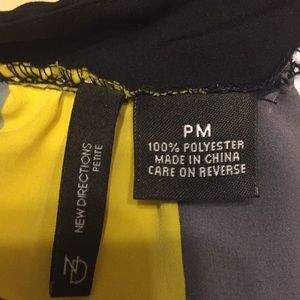 NEW DIRECTIONS
PETITE
ND
PM
100% POLYESTER
MADE IN CHINA
CARE ON REVERSE